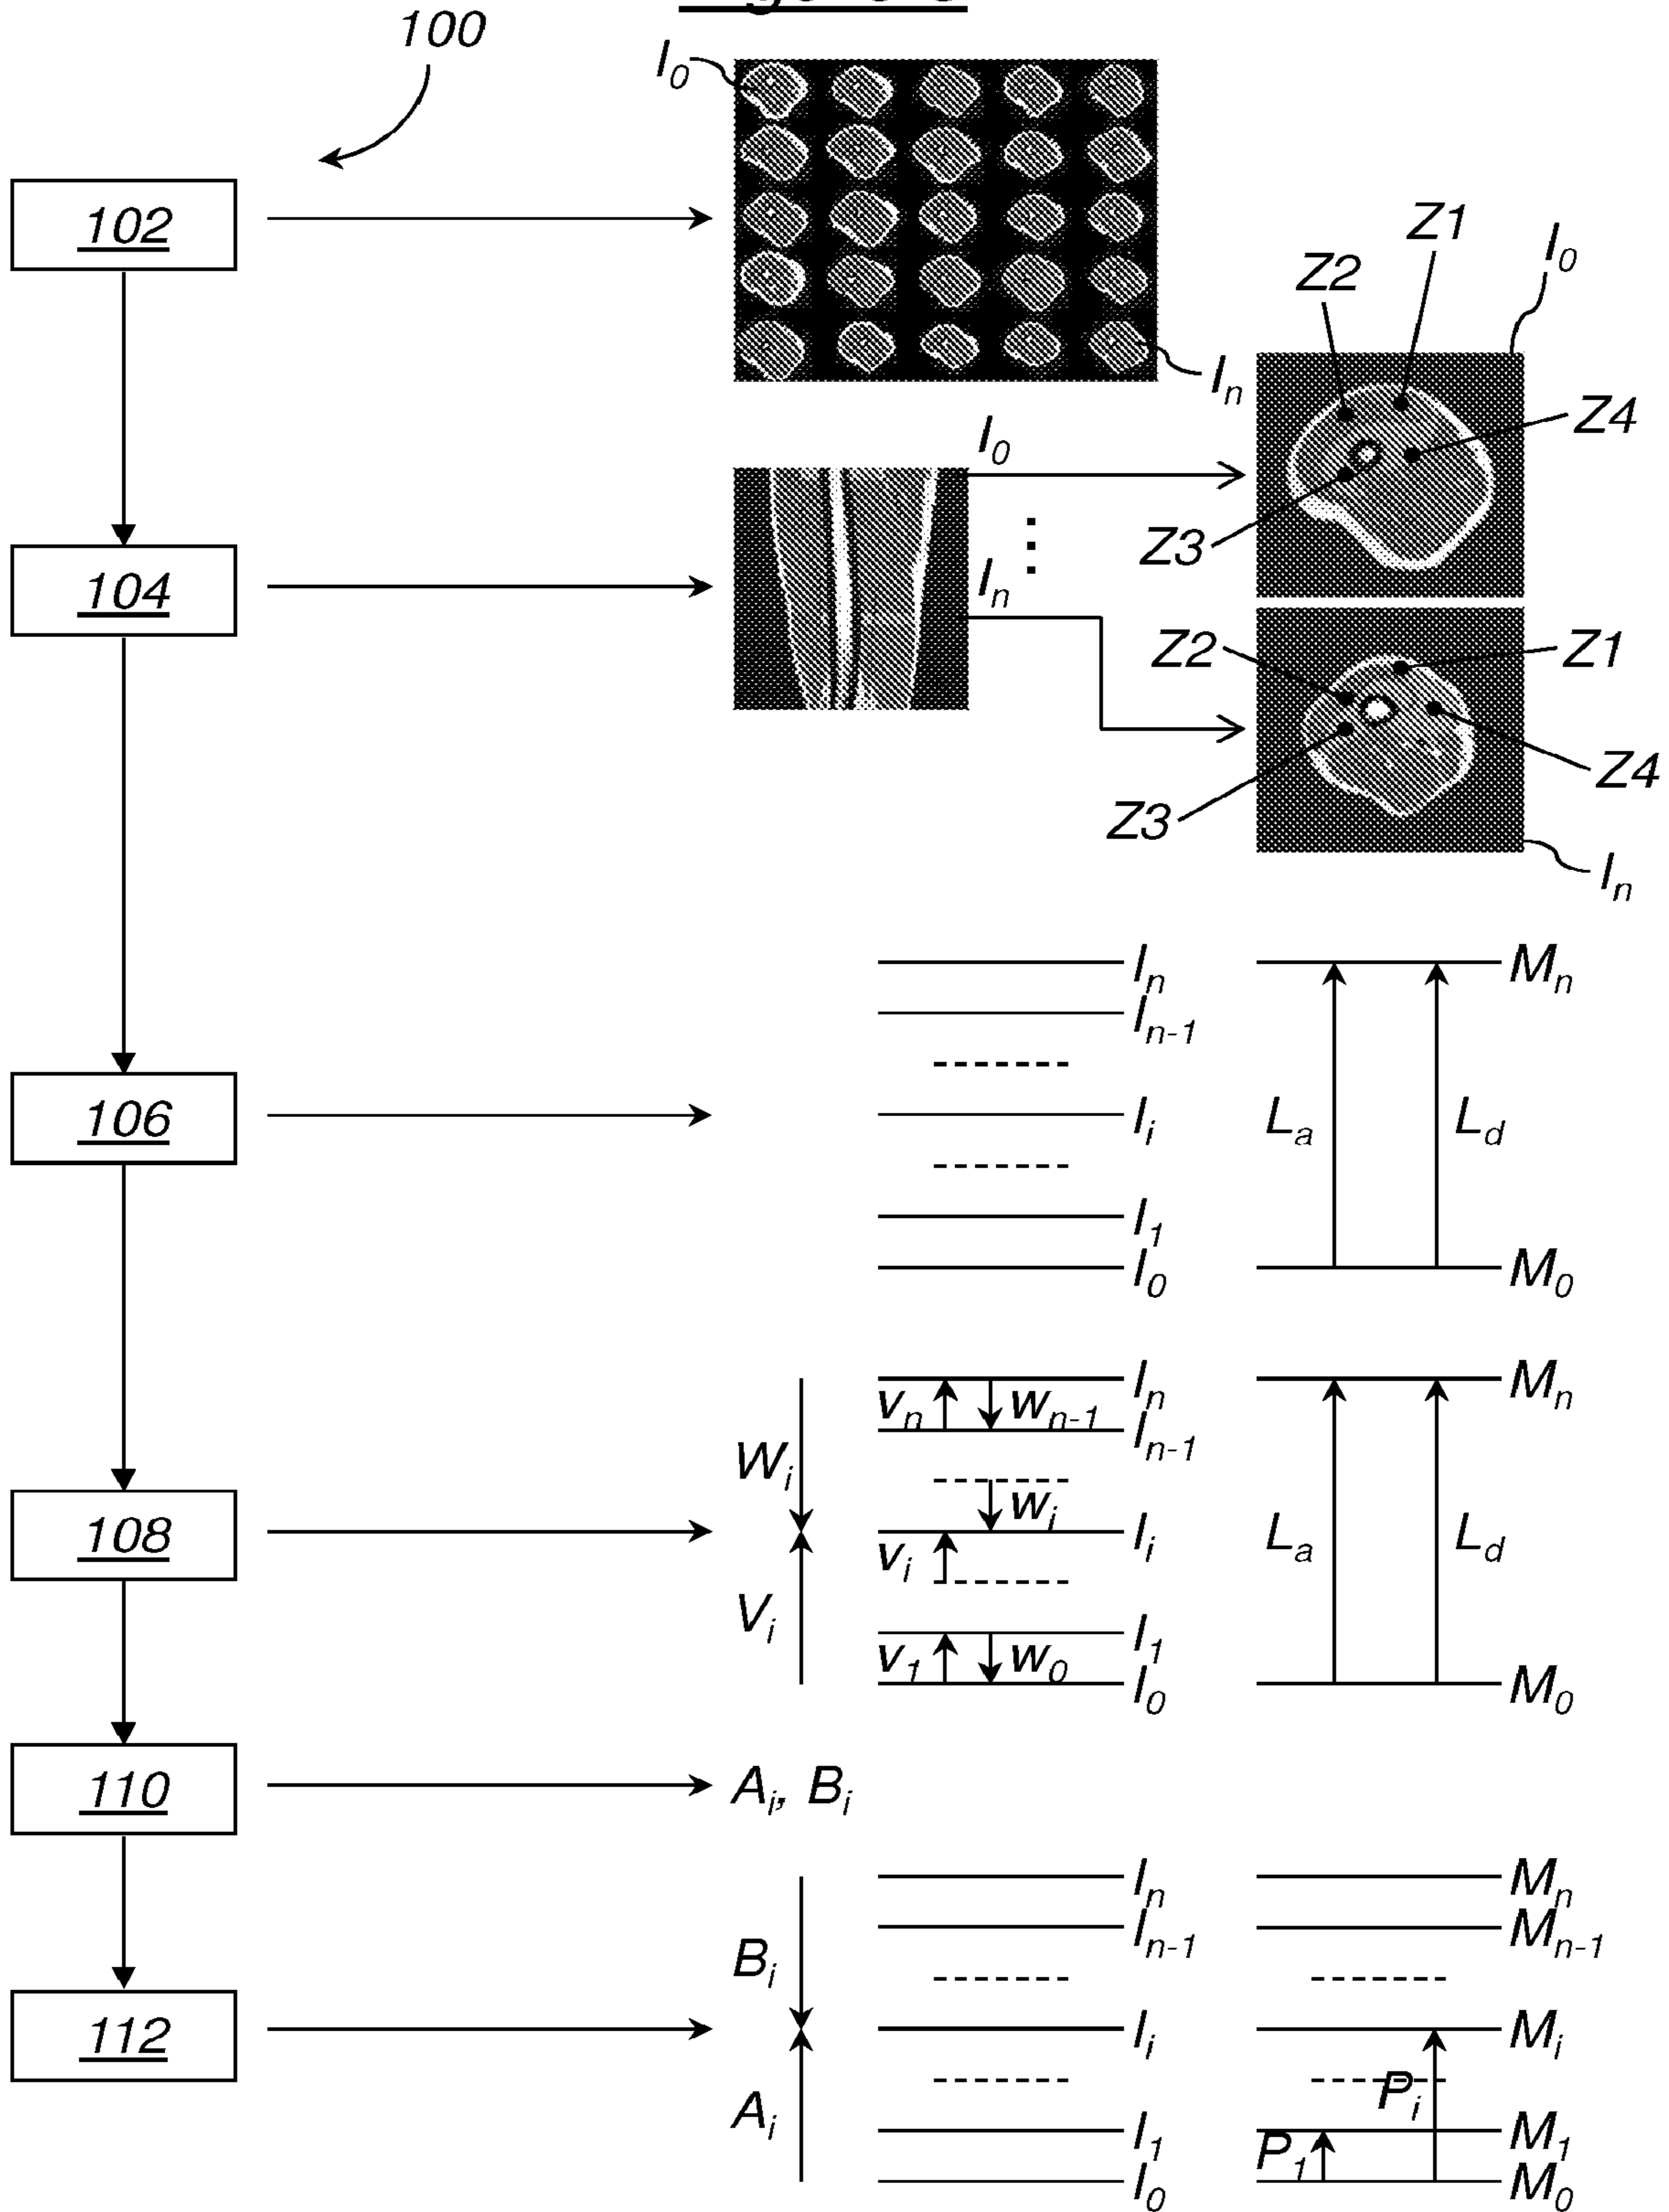 100
I0
102
Z1
I0
Z2
In
Z4
I0
Z3
104
In
Z2
Z1
Z4
Z3
In
In
Mn
In-1
106
Ii
La
Ld
I1
I0
M0
In
Mn
vn
wn-1
In-1
Wi
wi
108
Ii
La
Ld
vi
Vi
I1
v1
w0
I0
M0
110
Ai, Bi
In
Mn
In-1
Mn-1
Bi
112
Ii
Mi
Pi
Ai
I1
M1
P1
I0
M0